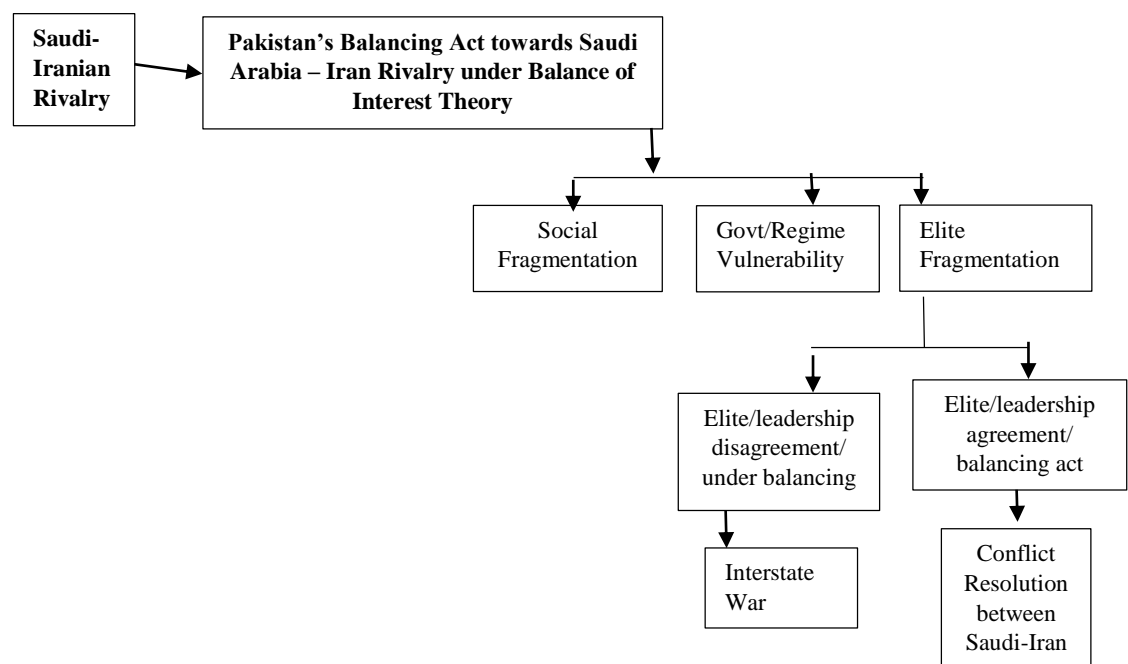 Saudi-
Iranian
Rivalry
Pakistan’s Balancing Act towards Saudi
Arabia – Iran Rivalry under Balance of
Interest Theory
Social
Fragmentation
Govt/Regime
Vulnerability
Elite
Fragmentation
Elite/leadership
disagreement/
under balancing
Elite/leadership
agreement/
balancing act
Interstate
War
Conflict
Resolution
between
Saudi-Iran